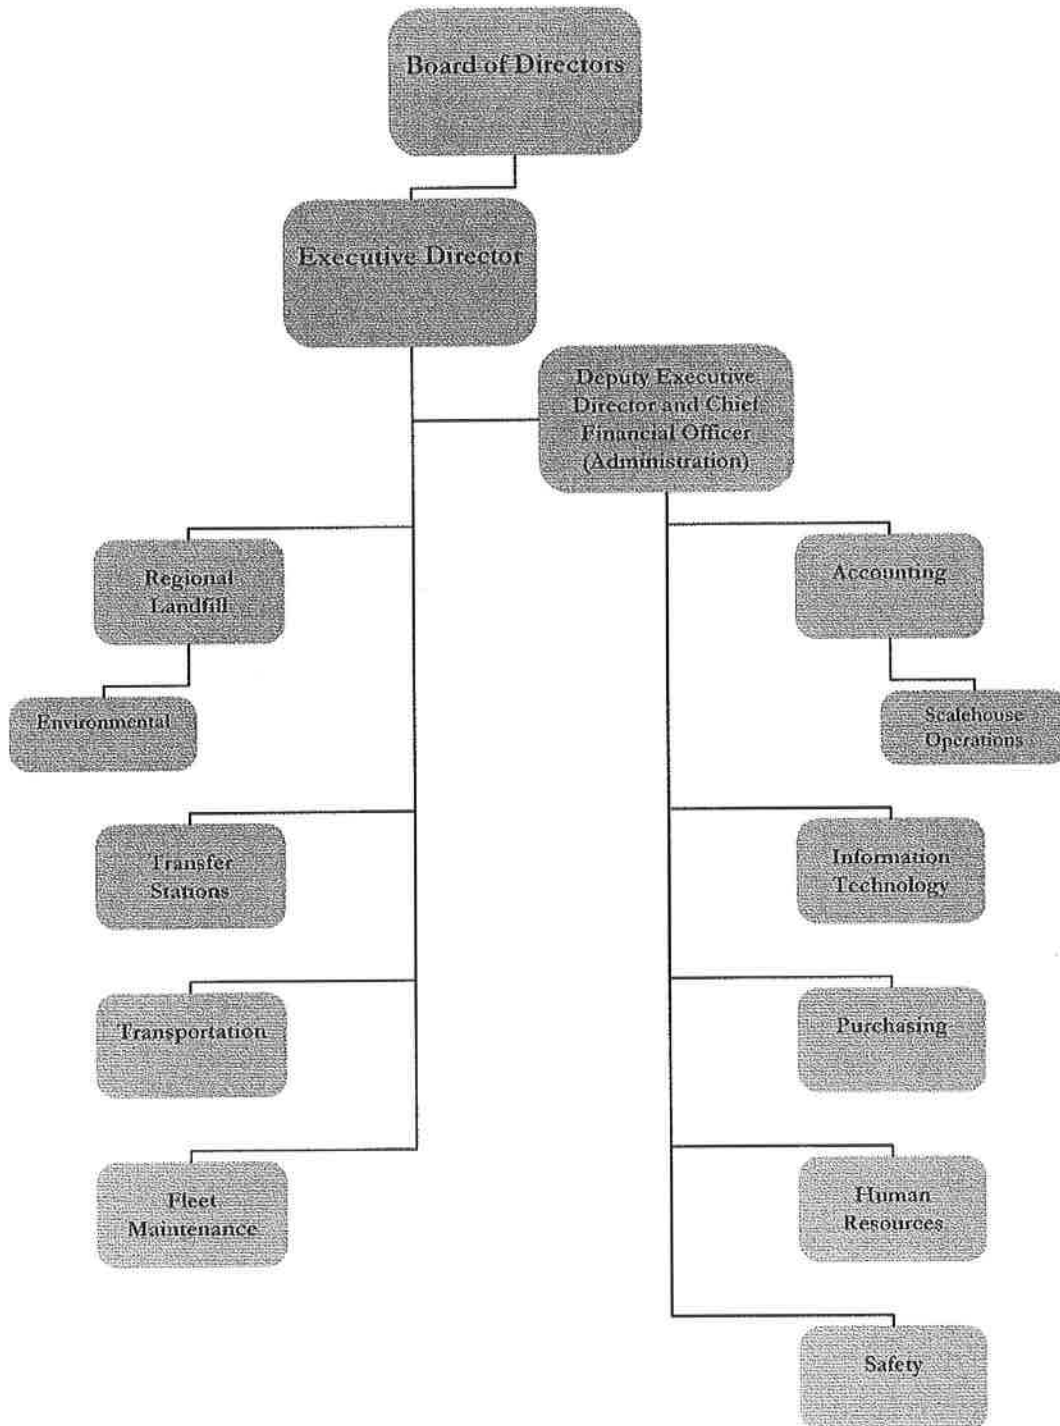 Board of Directors
Executive Director
Deputy Executive
Director and Chief
Financial Officer
(Administration)
Regional
Landfill
Accounting
Environmental
Scalehouse
Operations
Transfer
Stations
Information
Technology
Transportation
Purchasing
Fleet
Maintenance
Human
Resources
Safety